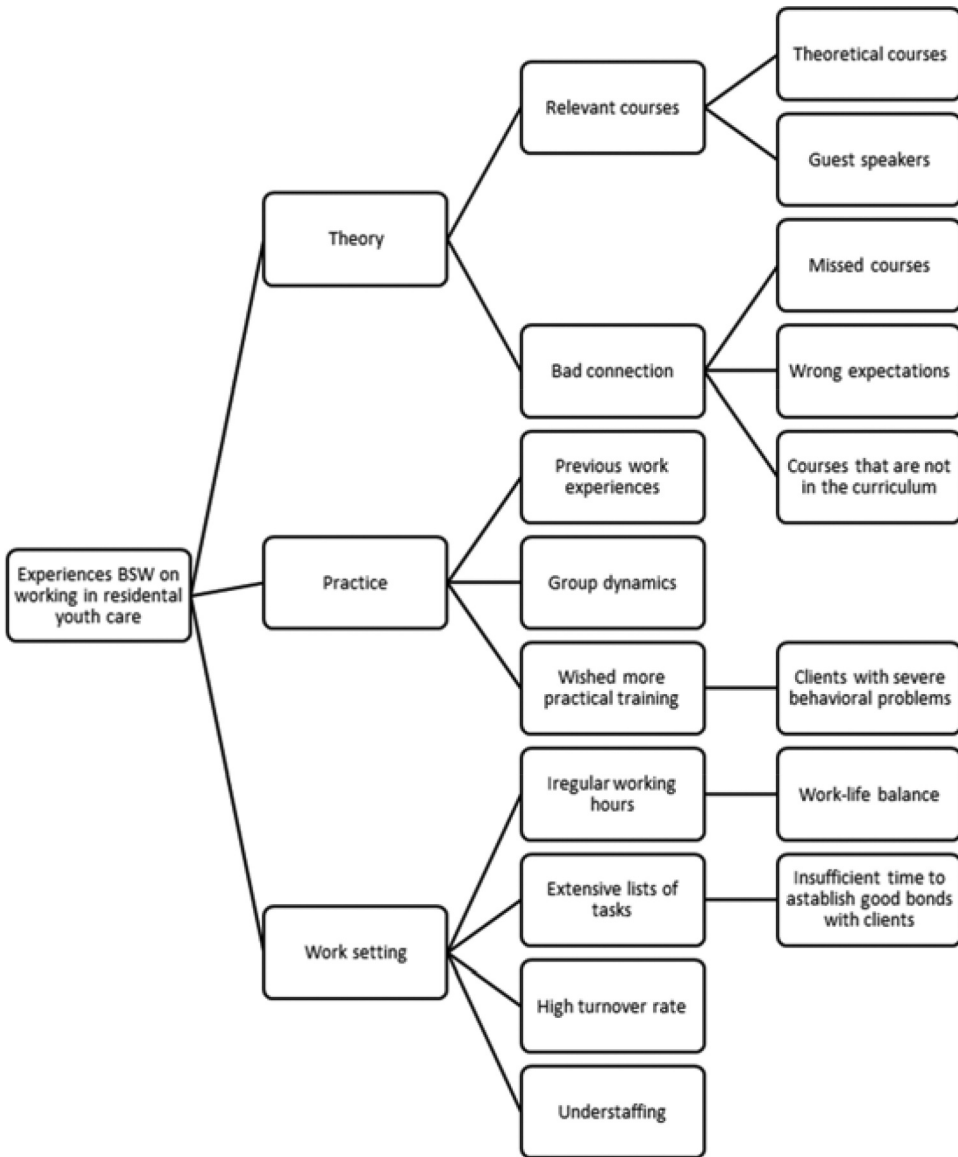 Experiences BSW on
working in residental
youth care
Theory
Relevant courses
Theoretical courses
Guest speakers
Bad connection
Missed courses
Wrong expectations
Courses that are not
in the curriculum
Practice
Previous work
experiences
Group dynamics
Wished more
practical training
Clients with severe
behavioral problems
Work setting
Irregular working
hours
Work-life balance
Extensive lists of
tasks
Insufficient time to
astablish good bonds
with clients
High turnover rate
Understaffing